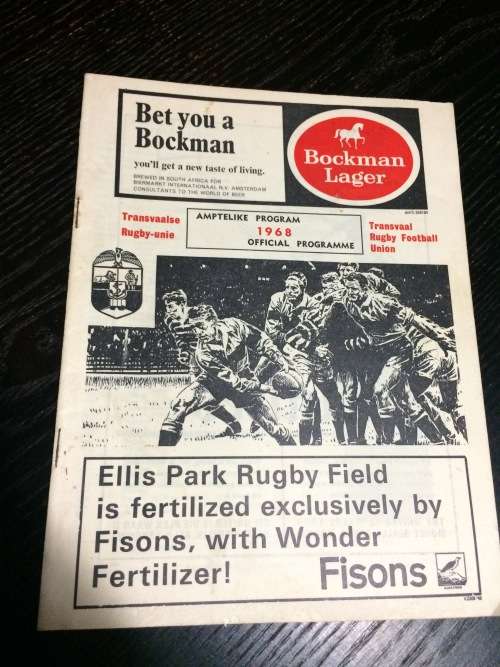 Bet you a
Bockman
you'll get a new taste of living.
BREWED IN SOUTH AFRICA FOR
BIERMARKT INTERNATIONAAL N.V. AMSTERDAM
CONSULTANTS TO THE WORLD OF BEER
Bockman
Lager
Transvaalse
Rugby-unie
AMPTELIKE PROGRAM
1968
OFFICIAL PROGRAMME
Transvaal
Rugby Football
Union
Ellis Park Rugby Field
is fertilized exclusively by
Fisons, with Wonder
Fertilizer!
Fisons